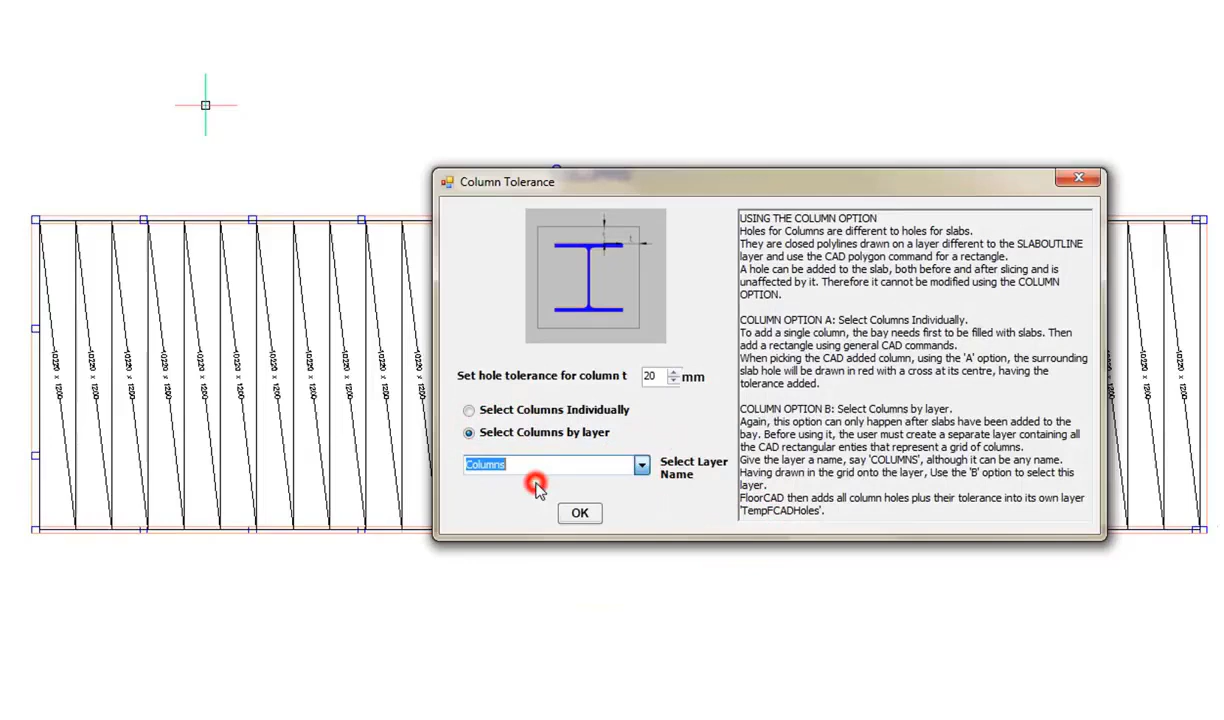 Column Tolerance
USING THE COLUMN OPTION
Holes for Columns are different to holes for slabs.
They are closed polylines drawn on a layer different to the SLABOUTLINE
layer and use the CAD polygon command for a rectangle.
A hole can be added to the slab, both before and after slicing and is
unaffected by it. Therefore it cannot be modified using the COLUMN
OPTION.
COLUMN OPTION A: Select Columns Individually.
To add a single column, the bay needs first to be filled with slabs. Then
add a rectangle using general CAD commands.
When picking the CAD added column, using the 'A' option, the surrounding
slab hole will be drawn in red with a cross at its centre, having the
tolerance added.
COLUMN OPTION B: Select Columns by layer.
Again, this option can only happen after slabs have been added to the
bay. Before using it, the user must create a separate layer containing all
the CAD rectangular enties that represent a grid of columns.
Give the layer a name, say 'COLUMNS', although it can be any name.
Having drawn in the grid onto the layer, Use the 'B' option to select this
layer.
FloorCAD then adds all column holes plus their tolerance into its own layer
'TempFCADHoles'.
Set hole tolerance for column t 20 mm
Select Columns Individually
Select Columns by layer
Columns
Select Layer
Name
OK